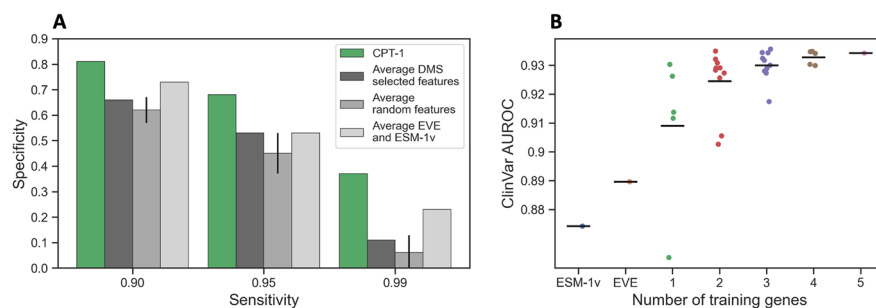 A
Specificity
0.9
0.8
0.7
0.6
0.5
0.4
0.3
0.2
0.1
0.0
CPT-1
Average DMS
selected features
Average
random features
Average EVE
and ESM-1v
0.90 0.95 0.99
Sensitivity
B
ClinVar AUROC
0.93
0.92
0.91
0.9
0.89
0.88
ESM-1v EVE 1 2 3 4 5
Number of training genes